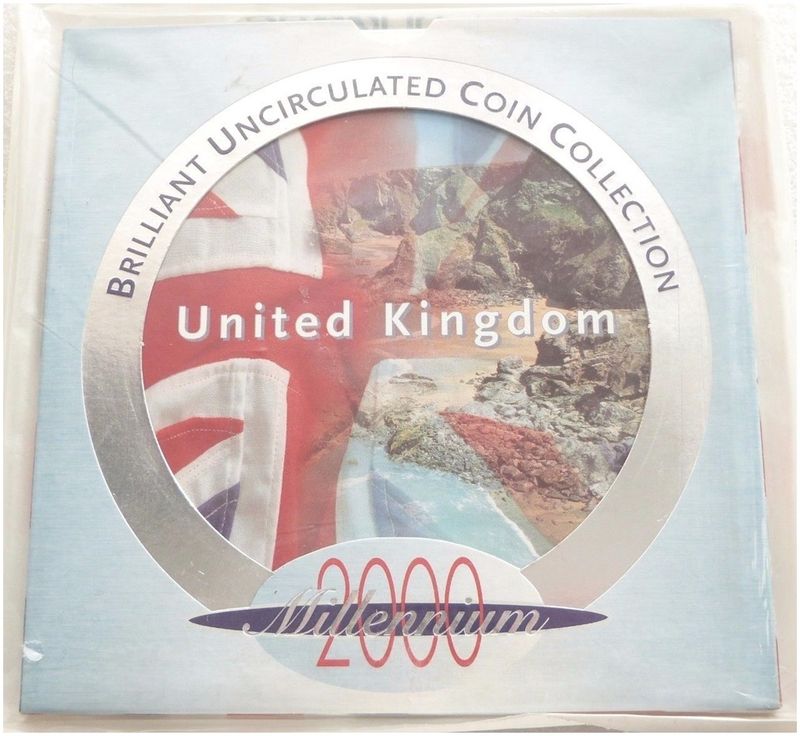 BRILLIANT UNCIRCULATED COIN COLLECTION
United Kingdom
2000
Millennium